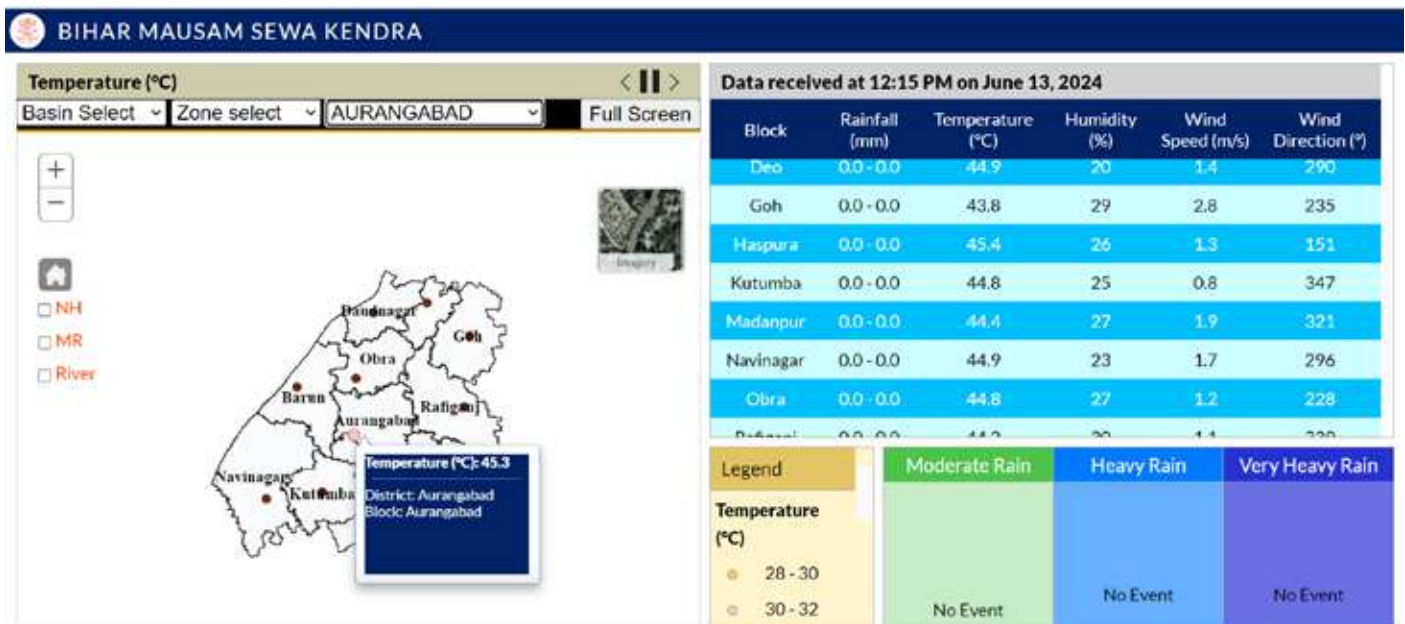 BIHAR MAUSAM SEWA KENDRA
Temperature (°C)
Basin Select Zone select AURANGABAD Full Screen
+
−
Imagery
NH
MR
River
Daudnagar
Goh
Obra
Barun
Rafiganj
Aurangabad
Navinagar
Kutumba
Temperature (°C): 45.3
District: Aurangabad
Block: Aurangabad
Data received at 12:15 PM on June 13, 2024
Block Rainfall (mm) Temperature (°C) Humidity (%) Wind Speed (m/s) Wind Direction (°)
Deo 0.0 - 0.0 44.9 20 1.4 290
Goh 0.0 - 0.0 43.8 29 2.8 235
Haspura 0.0 - 0.0 45.4 26 1.3 151
Kutumba 0.0 - 0.0 44.8 25 0.8 347
Madanpur 0.0 - 0.0 44.4 27 1.9 321
Navinagar 0.0 - 0.0 44.9 23 1.7 296
Obra 0.0 - 0.0 44.8 27 1.2 228
Legend
Temperature
(°C)
28 - 30
30 - 32
Moderate Rain Heavy Rain Very Heavy Rain
No Event No Event No Event